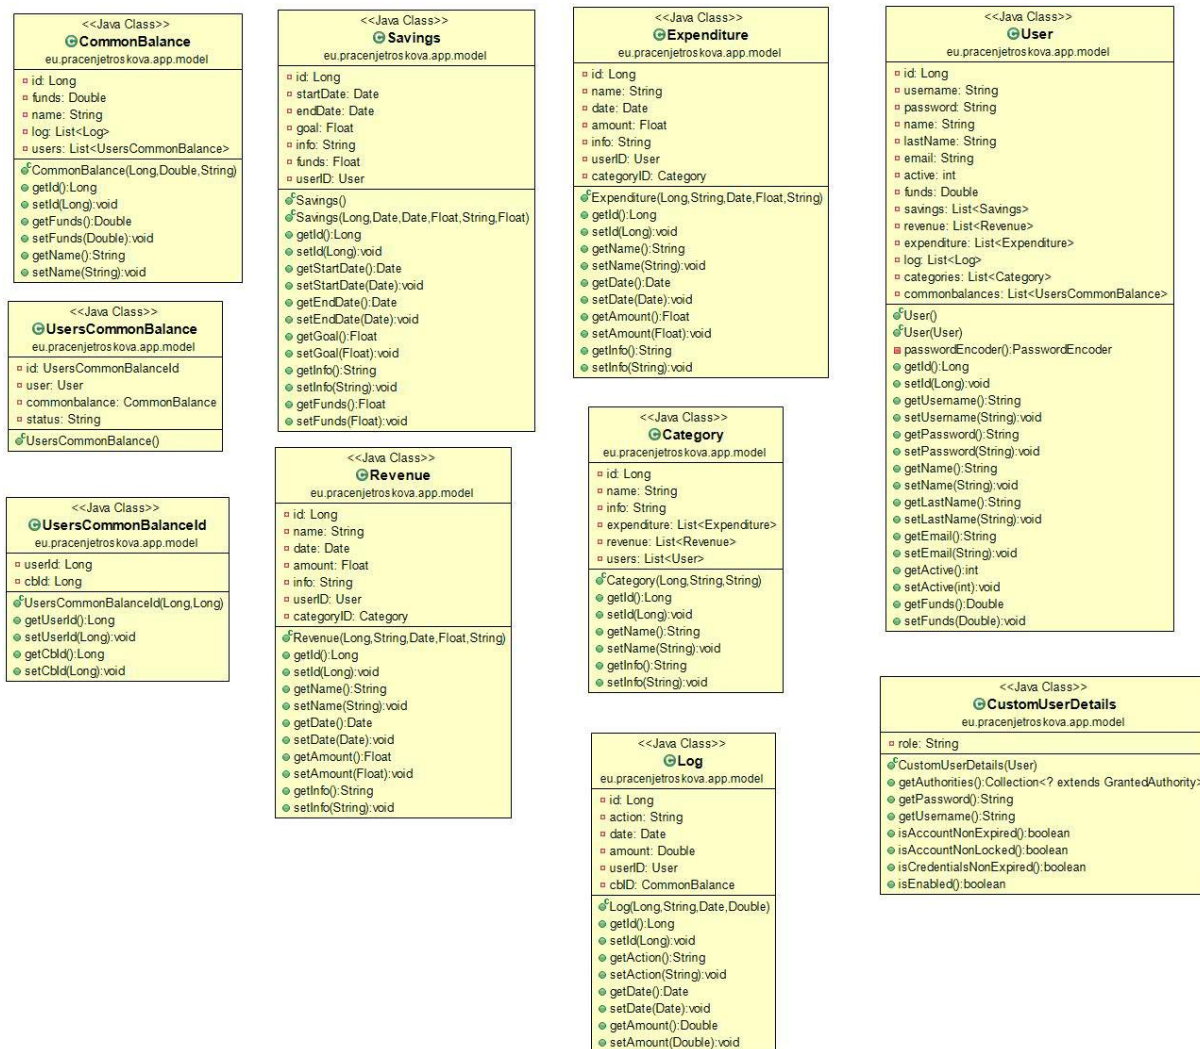 <<Java Class>>
CommonBalance
eu.pracenjetroskova.app.model
id: Long
funds: Double
name: String
log: List<Log>
users: List<UsersCommonBalance>
CommonBalance(Long,Double,String)
getId():Long
setId(Long):void
getFunds():Double
setFunds(Double):void
getName():String
setName(String):void
<<Java Class>>
UsersCommonBalance
eu.pracenjetroskova.app.model
id: UsersCommonBalanceId
user: User
commonbalance: CommonBalance
status: String
UsersCommonBalance()
<<Java Class>>
UsersCommonBalanceId
eu.pracenjetroskova.app.model
userId: Long
cbId: Long
UsersCommonBalanceId(Long,Long)
getUserId():Long
setUserId(Long):void
getCbId():Long
setCbId(Long):void
<<Java Class>>
Savings
eu.pracenjetroskova.app.model
id: Long
startDate: Date
endDate: Date
goal: Float
info: String
funds: Float
userID: User
Savings()
Savings(Long,Date,Date,Float,String,Float)
getId():Long
setId(Long):void
getStartDate():Date
setStartDate(Date):void
getEndDate():Date
setEndDate(Date):void
getGoal():Float
setGoal(Float):void
getInfo():String
setInfo(String):void
getFunds():Float
setFunds(Float):void
<<Java Class>>
Revenue
eu.pracenjetroskova.app.model
id: Long
name: String
date: Date
amount: Float
info: String
userID: User
categoryID: Category
Revenue(Long,String,Date,Float,String)
getId():Long
setId(Long):void
getName():String
setName(String):void
getDate():Date
setDate(Date):void
getAmount():Float
setAmount(Float):void
getInfo():String
setInfo(String):void
<<Java Class>>
Expenditure
eu.pracenjetroskova.app.model
id: Long
name: String
date: Date
amount: Float
info: String
userID: User
categoryID: Category
Expenditure(Long,String,Date,Float,String)
getId():Long
setId(Long):void
getName():String
setName(String):void
getDate():Date
setDate(Date):void
getAmount():Float
setAmount(Float):void
getInfo():String
setInfo(String):void
<<Java Class>>
Category
eu.pracenjetroskova.app.model
id: Long
name: String
info: String
expenditure: List<Expenditure>
revenue: List<Revenue>
users: List<User>
Category(Long,String,String)
getId():Long
setId(Long):void
getName():String
setName(String):void
getInfo():String
setInfo(String):void
<<Java Class>>
Log
eu.pracenjetroskova.app.model
id: Long
action: String
date: Date
amount: Double
userID: User
cbID: CommonBalance
Log(Long,String,Date,Double)
getId():Long
setId(Long):void
getAction():String
setAction(String):void
getDate():Date
setDate(Date):void
getAmount():Double
setAmount(Double):void
<<Java Class>>
User
eu.pracenjetroskova.app.model
id: Long
username: String
password: String
name: String
lastName: String
email: String
active: int
funds: Double
savings: List<Savings>
revenue: List<Revenue>
expenditure: List<Expenditure>
log: List<Log>
categories: List<Category>
commonbalances: List<UsersCommonBalance>
User()
User(User)
passwordEncoder():PasswordEncoder
getId():Long
setId(Long):void
getUsername():String
setUsername(String):void
getPassword():String
setPassword(String):void
getName():String
setName(String):void
getLastName():String
setLastName(String):void
getEmail():String
setEmail(String):void
getActive():int
setActive(int):void
getFunds():Double
setFunds(Double):void
<<Java Class>>
CustomUserDetails
eu.pracenjetroskova.app.model
role: String
CustomUserDetails(User)
getAuthorities():Collection<? extends GrantedAuthority>
getPassword():String
getUsername():String
isAccountNonExpired():boolean
isAccountNonLocked():boolean
isCredentialsNonExpired():boolean
isEnabled():boolean